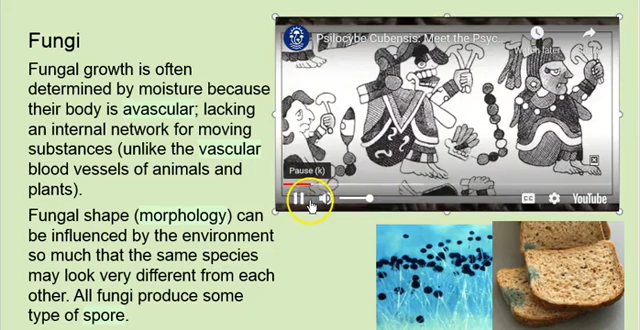 Fungi
Fungal growth is often
determined by moisture because
their body is avascular; lacking
an internal network for moving
substances (unlike the vascular
blood vessels of animals and
plants).
Fungal shape (morphology) can
be influenced by the environment
so much that the same species
may look very different from each
other. All fungi produce some
type of spore.
Psilocybe Cubensis: Meet the Psyc...
Watch later
Pause (k)
CC
YouTube